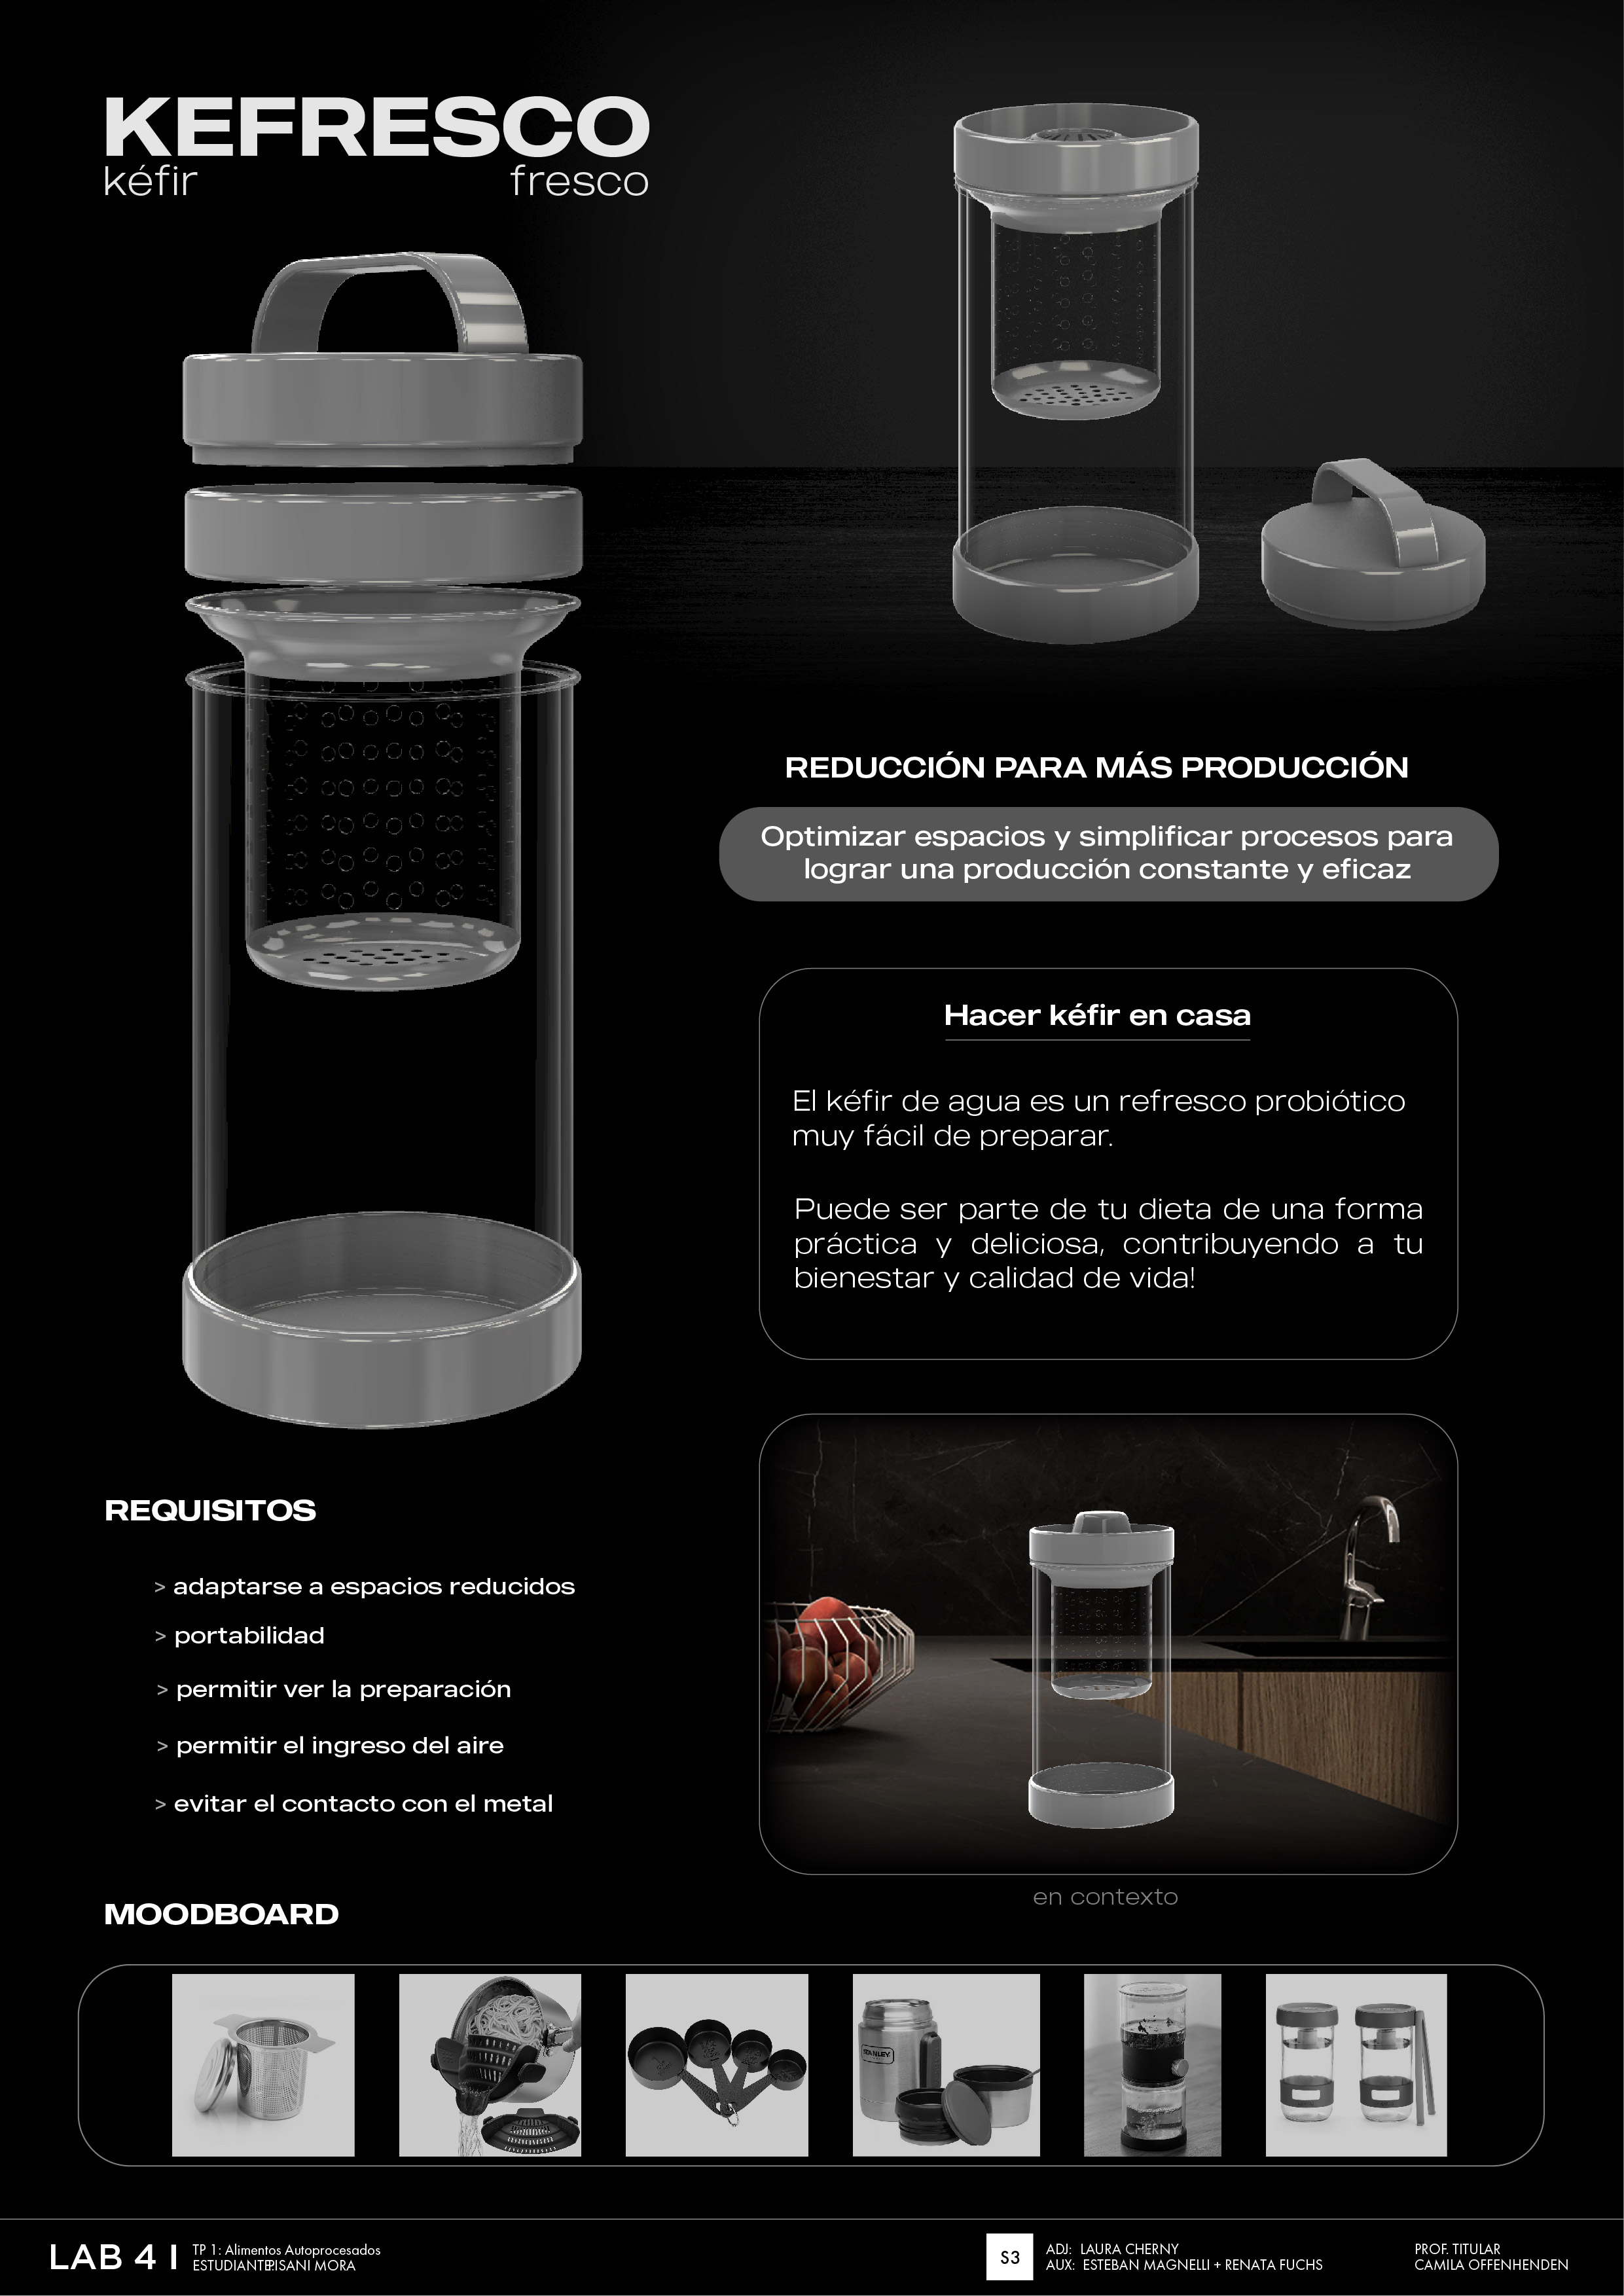 KEFRESCO
kéfir fresco
REDUCCIÓN PARA MÁS PRODUCCIÓN
Optimizar espacios y simplificar procesos para
lograr una producción constante y eficaz
Hacer kéfir en casa
El kéfir de agua es un refresco probiótico
muy fácil de preparar.
Puede ser parte de tu dieta de una forma
práctica y deliciosa, contribuyendo a tu
bienestar y calidad de vida!
en contexto
REQUISITOS
> adaptarse a espacios reducidos
> portabilidad
> permitir ver la preparación
> permitir el ingreso del aire
> evitar el contacto con el metal
MOODBOARD
STANLEY
LAB 4 I
TP 1: Alimentos Autoprocesados
ESTUDIANTE: PISANI MORA
S3
ADJ: LAURA CHERNY
AUX: ESTEBAN MAGNELLI + RENATA FUCHS
PROF. TITULAR
CAMILA OFFENHENDEN